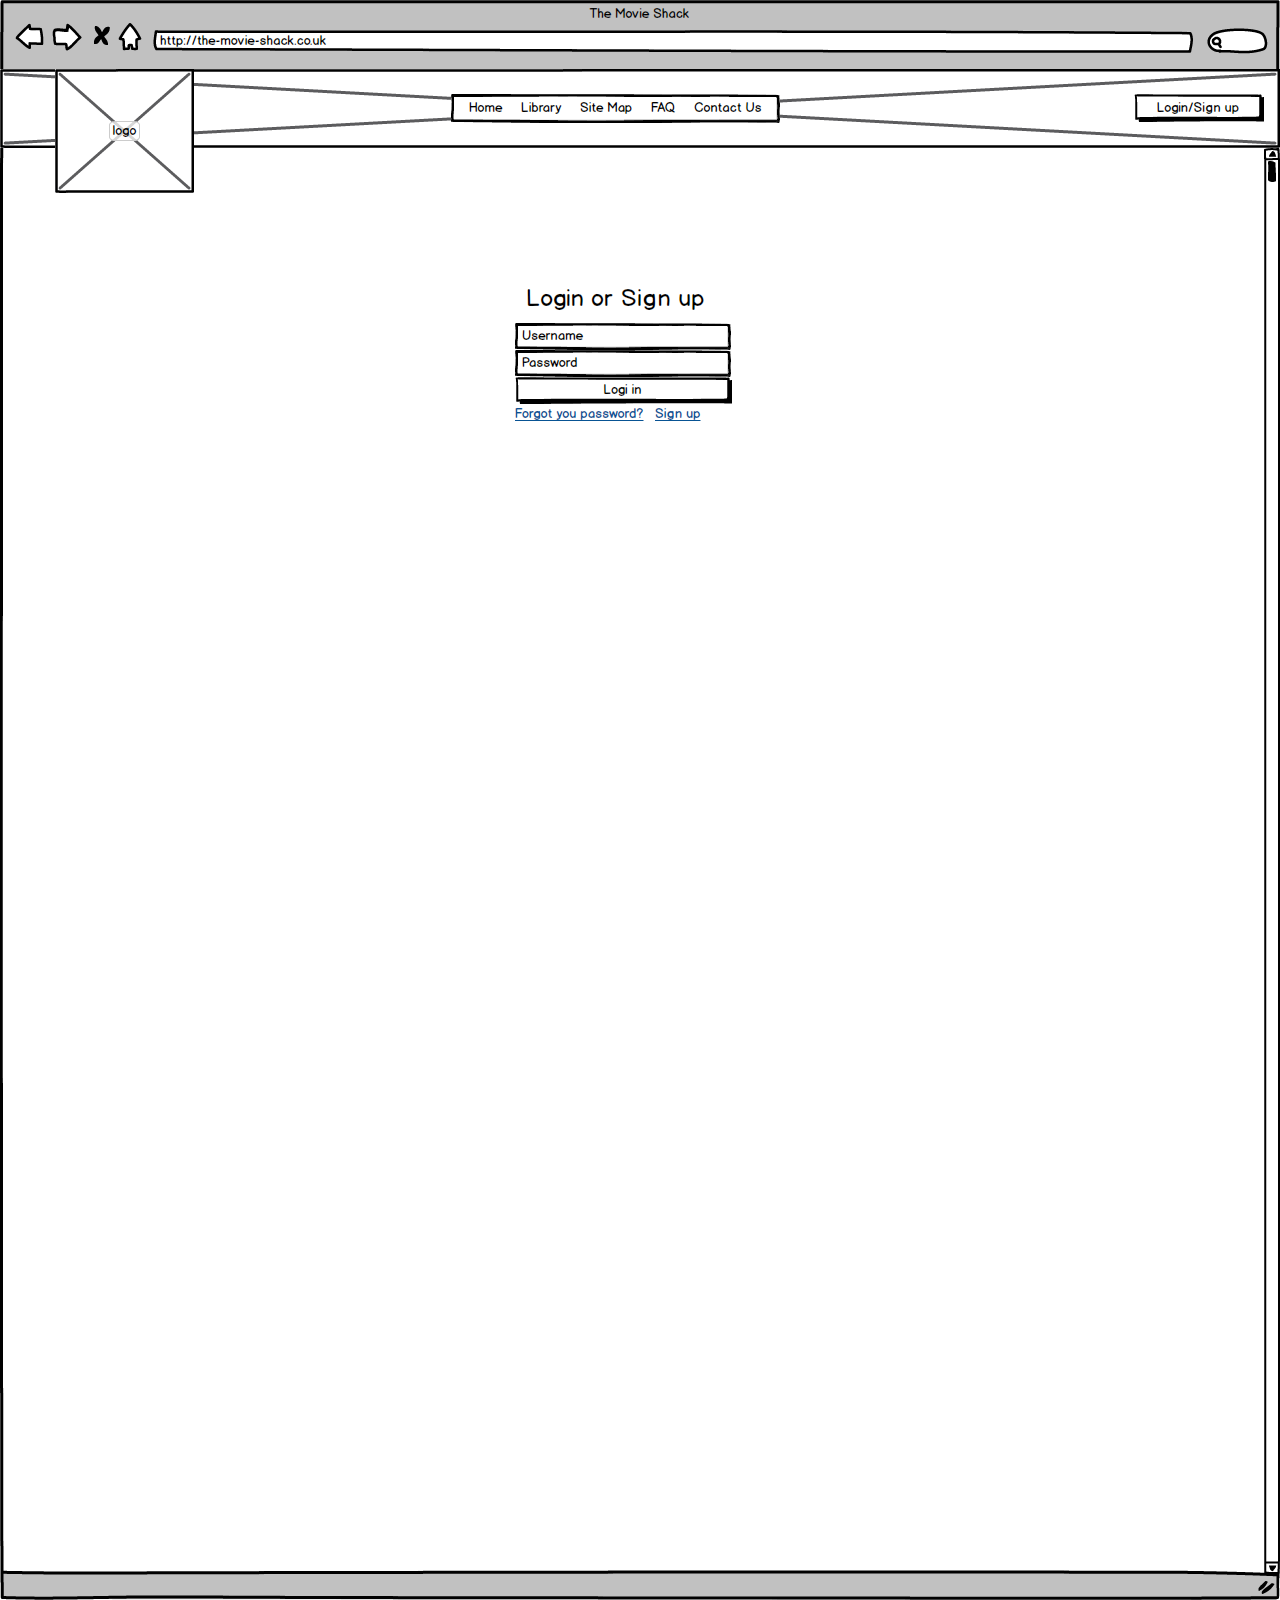 The Movie Shack
http://the-movie-shack.co.uk
Home Library Site Map FAQ Contact Us
Login/Sign up
logo
Login or Sign up
Username
Password
Logi in
Forgot you password? Sign up